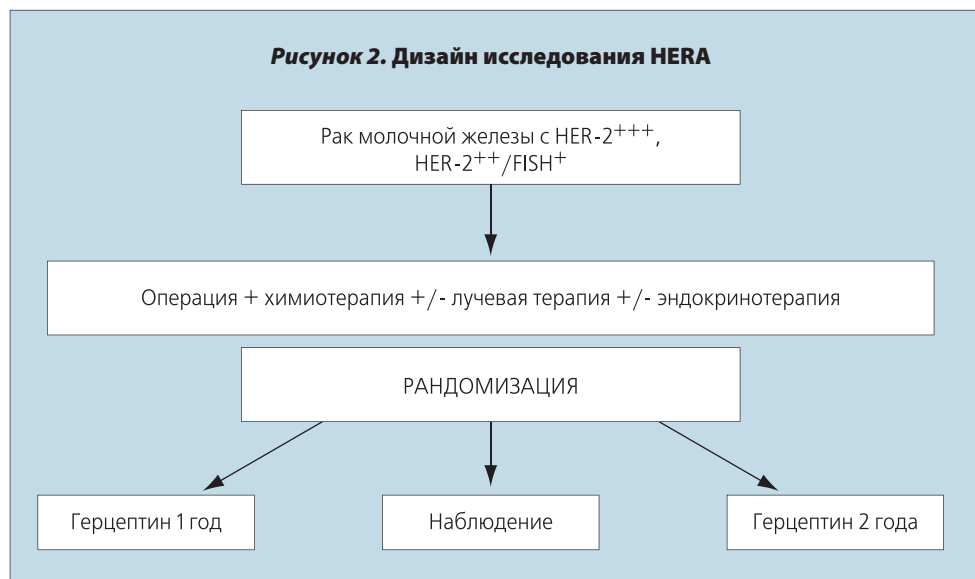 Рисунок 2. Дизайн исследования HERA
Рак молочной железы с HER-2+++,
HER-2++/FISH+
Операция + химиотерапия +/- лучевая терапия +/- эндокринотерапия
РАНДОМИЗАЦИЯ
Герцептин 1 год
Наблюдение
Герцептин 2 года